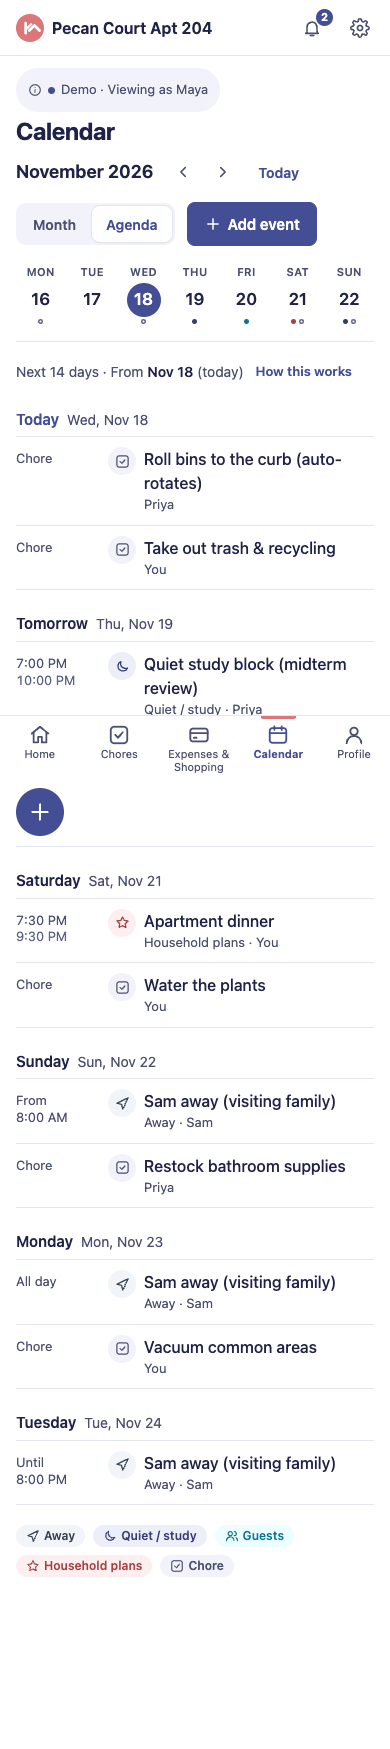 Pecan Court Apt 204
2
Demo · Viewing as Maya
Calendar
November 2026
Today
Month
Agenda
Add event
MON TUE WED THU FRI SAT SUN
16 17 18 19 20 21 22
Next 14 days · From Nov 18 (today)
How this works
Today Wed, Nov 18
Chore
Roll bins to the curb (auto-
rotates)
Priya
Chore
Take out trash & recycling
You
Tomorrow Thu, Nov 19
7:00 PM
10:00 PM
Quiet study block (midterm
review)
Quiet / study · Priya
Home
Chores
Expenses &
Shopping
Calendar
Profile
Saturday Sat, Nov 21
7:30 PM
9:30 PM
Apartment dinner
Household plans · You
Chore
Water the plants
You
Sunday Sun, Nov 22
From
8:00 AM
Sam away (visiting family)
Away · Sam
Chore
Restock bathroom supplies
Priya
Monday Mon, Nov 23
All day
Sam away (visiting family)
Away · Sam
Chore
Vacuum common areas
You
Tuesday Tue, Nov 24
Until
8:00 PM
Sam away (visiting family)
Away · Sam
Away
Quiet / study
Guests
Household plans
Chore